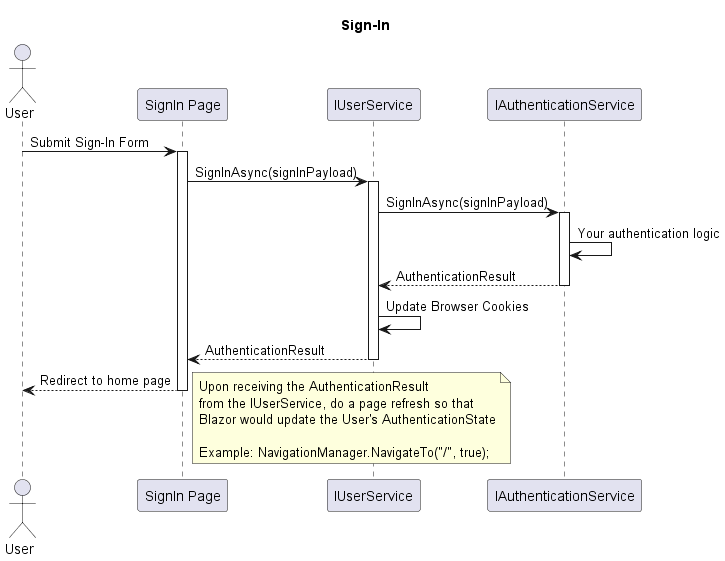 Sign-In
User
SignIn Page
IUserService
IAuthenticationService
Submit Sign-In Form
SignInAsync(signInPayload)
SignInAsync(signInPayload)
Your authentication logic
AuthenticationResult
Update Browser Cookies
AuthenticationResult
Redirect to home page
Upon receiving the AuthenticationResult
from the IUserService, do a page refresh so that
Blazor would update the User's AuthenticationState
Example: NavigationManager.NavigateTo("/", true);
User
SignIn Page
IUserService
IAuthenticationService